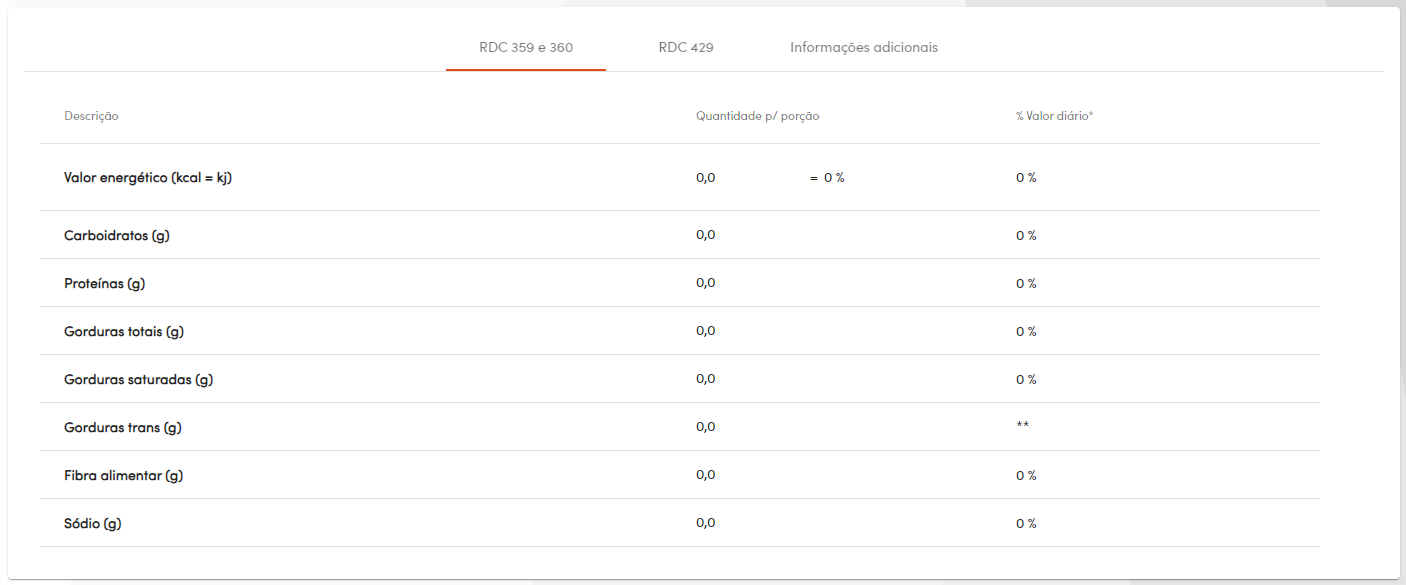 RDC 359 e 360 RDC 429 Informações adicionais
Descrição Quantidade p/ porção % Valor diário*
Valor energético (kcal = kj) 0,0 = 0 % 0 %
Carboidratos (g) 0,0 0 %
Proteínas (g) 0,0 0 %
Gorduras totais (g) 0,0 0 %
Gorduras saturadas (g) 0,0 0 %
Gorduras trans (g) 0,0 **
Fibra alimentar (g) 0,0 0 %
Sódio (g) 0,0 0 %